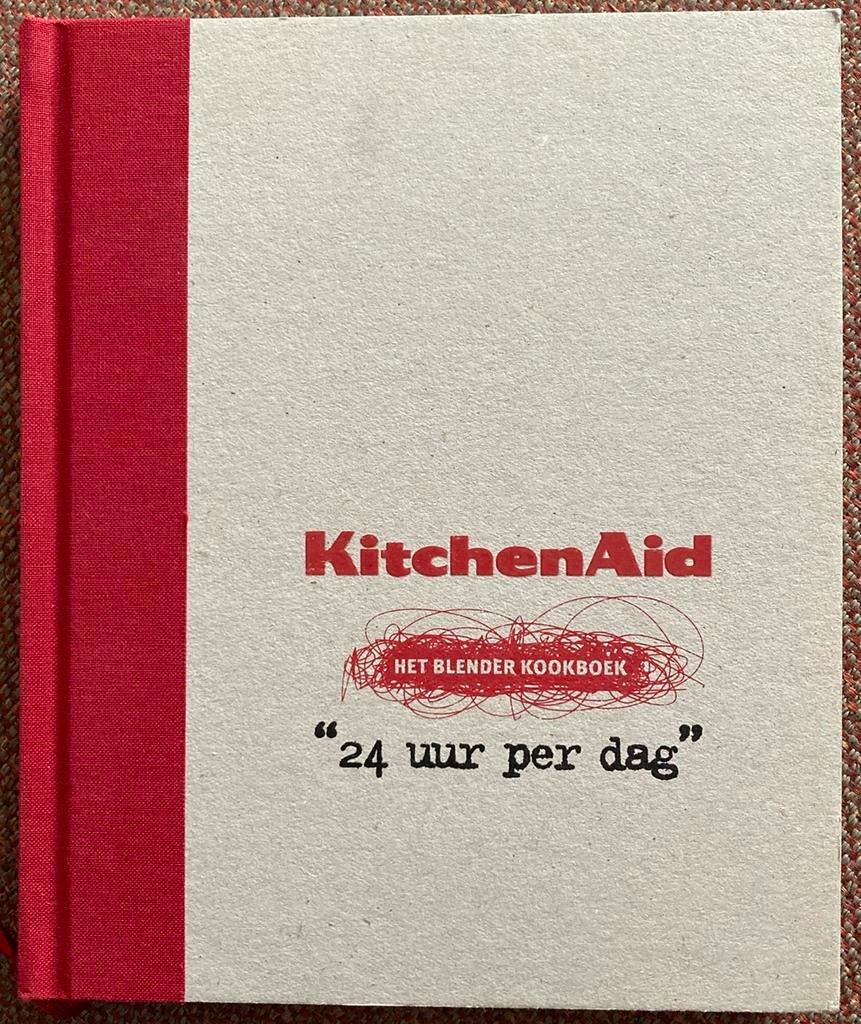 KitchenAid
HET BLENDER KOOKBOEK
“24 uur per dag”